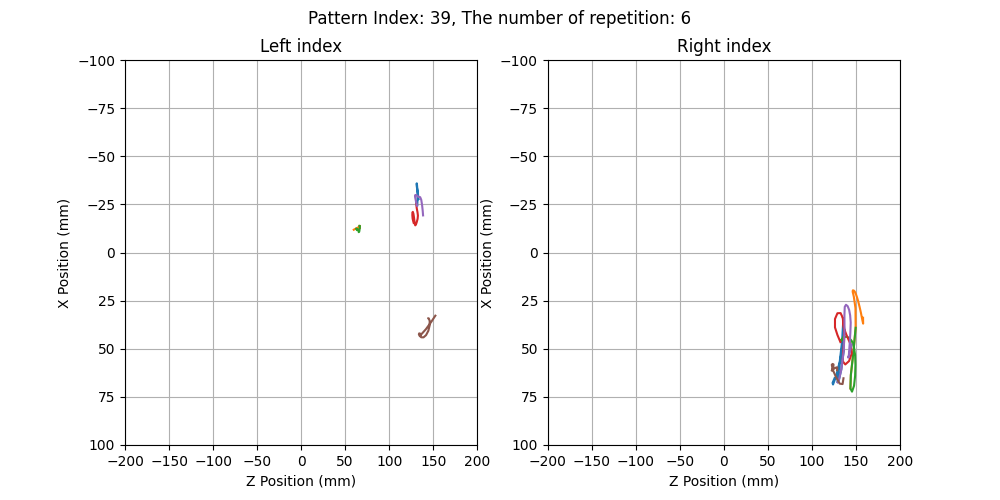 Pattern Index: 39, The number of repetition: 6
Left index
Right index
−100
−75
−50
−25
0
25
50
75
100
X Position (mm)
−200 −150 −100 −50 0 50 100 150 200
Z Position (mm)
−100
−75
−50
−25
0
25
50
75
100
X Position (mm)
−200 −150 −100 −50 0 50 100 150 200
Z Position (mm)